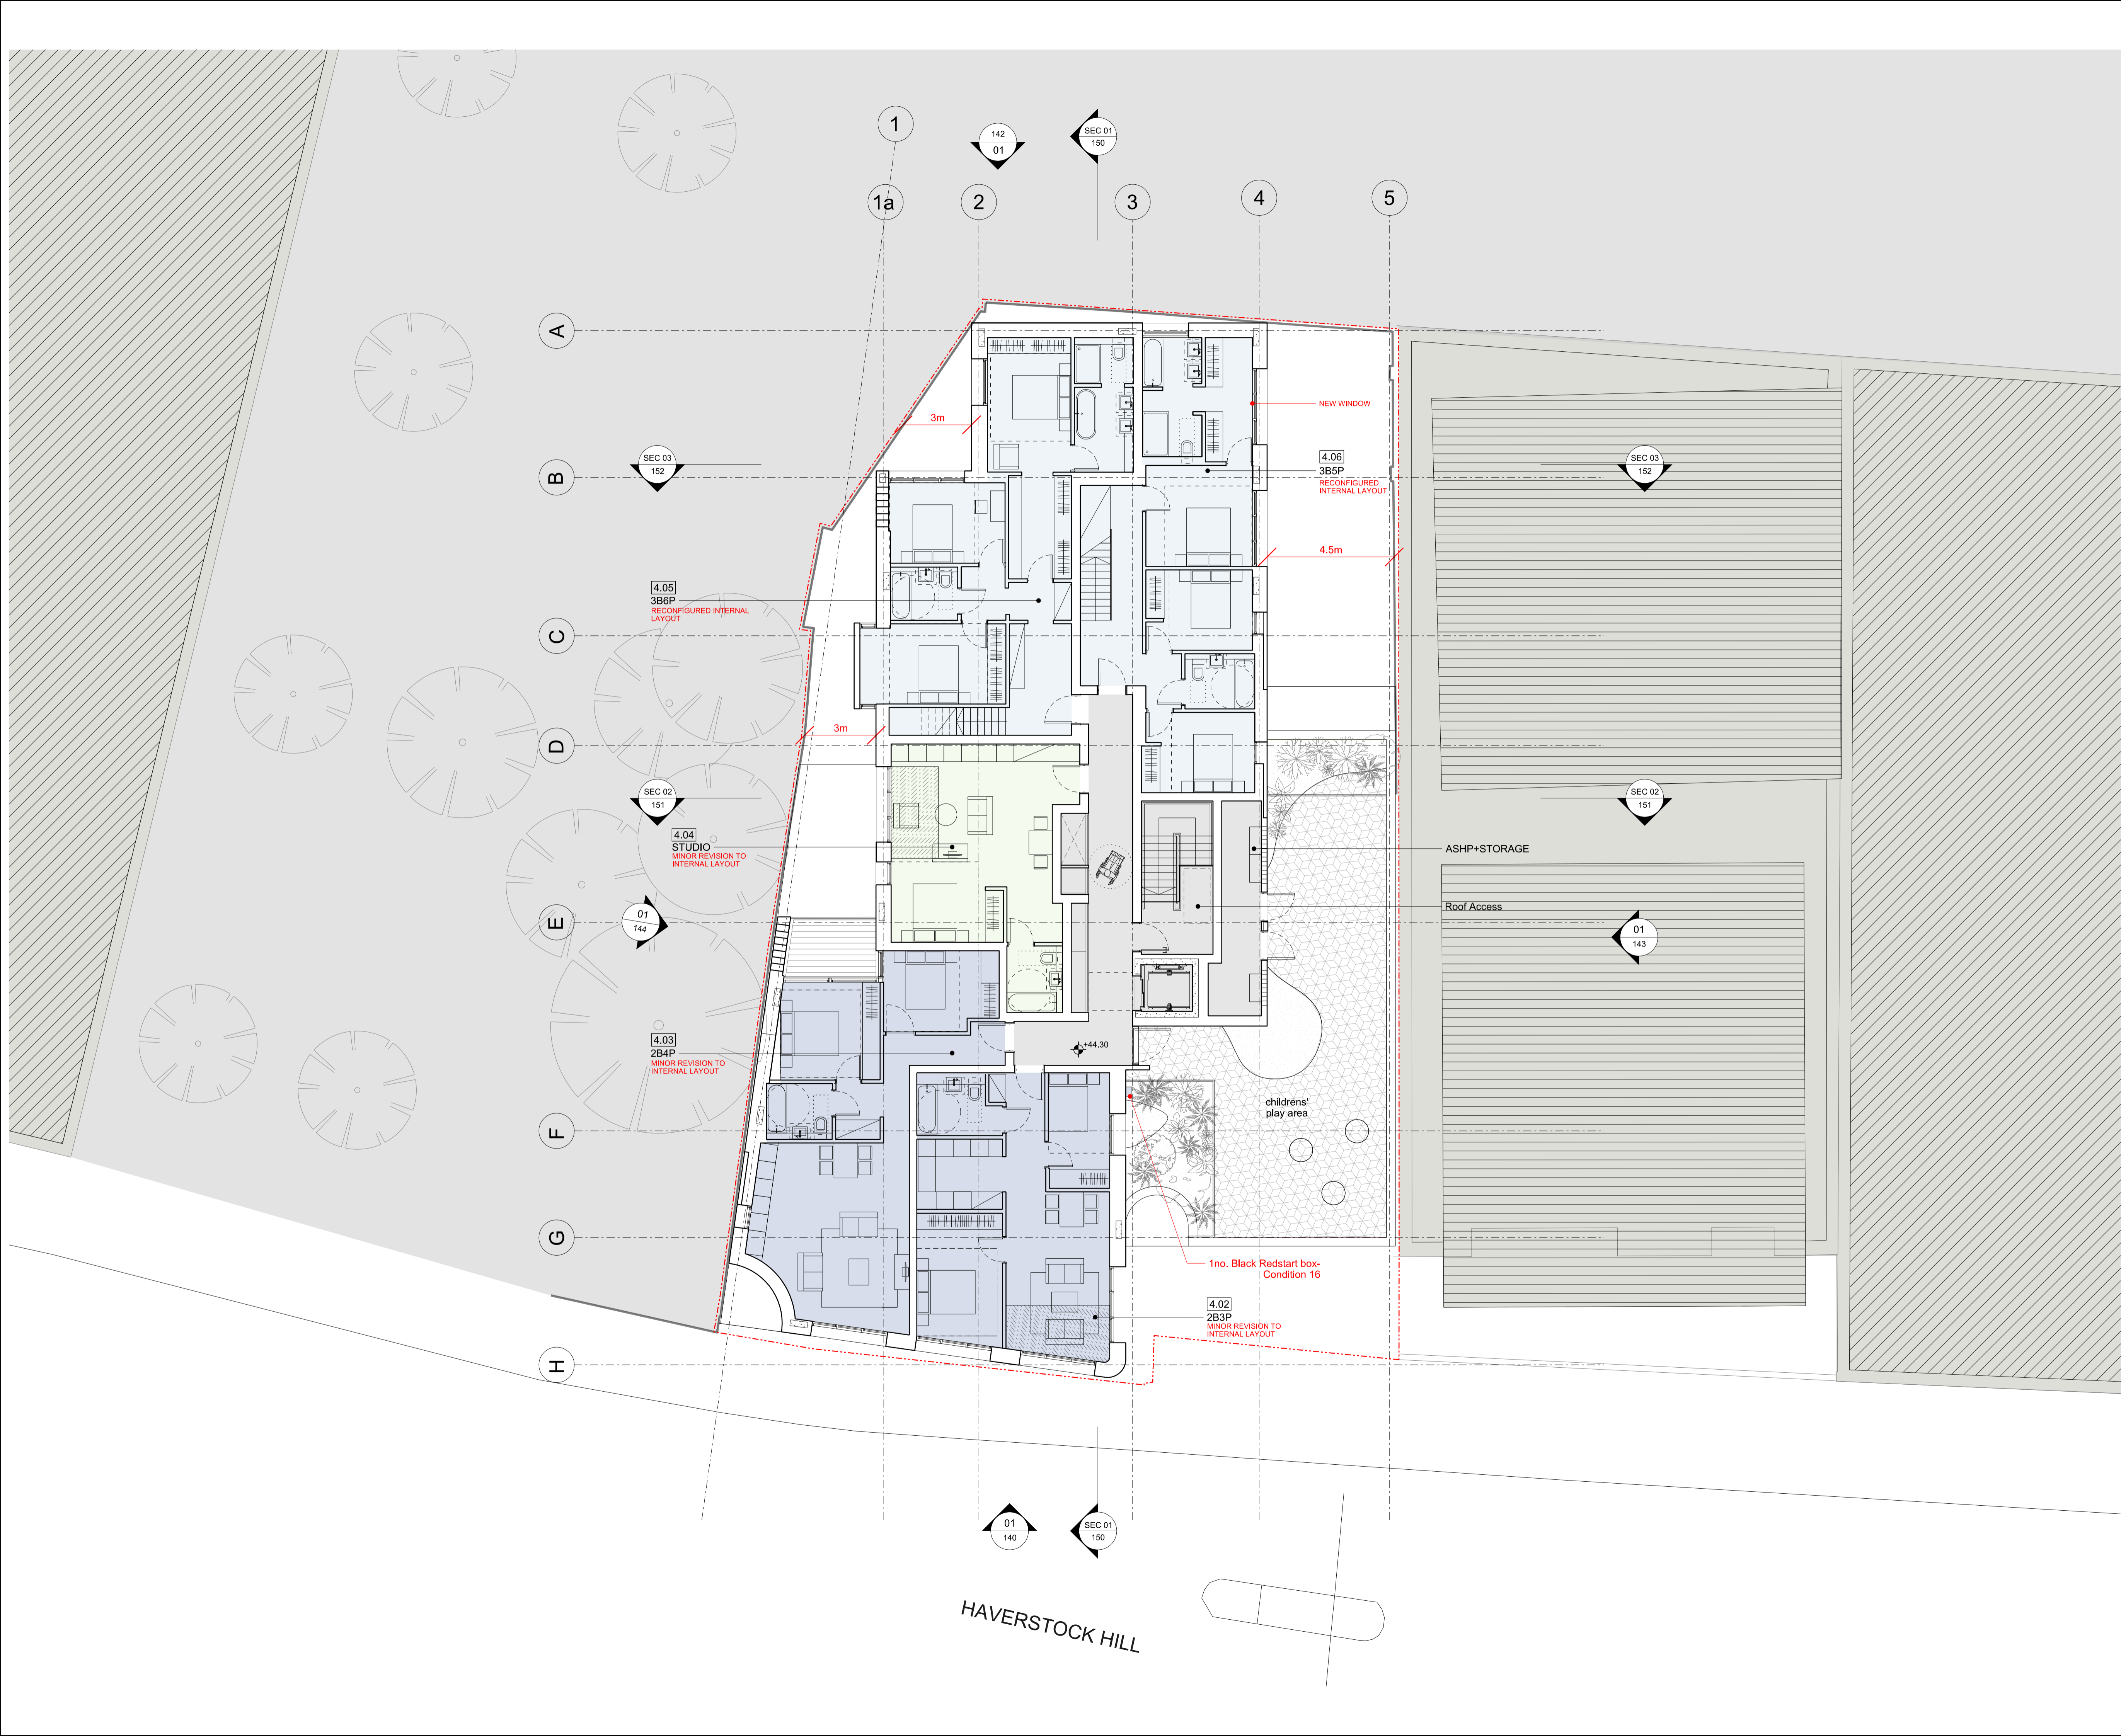 1
142
01
SEC 01
150
1a
2
3
4
5
A
NEW WINDOW
3m
SEC 03
152
B
4.06
3B5P
RECONFIGURED
INTERNAL LAYOUT
SEC 03
152
4.5m
4.05
3B6P
RECONFIGURED INTERNAL
LAYOUT
C
3m
D
SEC 02
151
SEC 02
151
4.04
STUDIO
MINOR REVISION TO
INTERNAL LAYOUT
ASHP+STORAGE
Roof Access
E
01
144
01
143
4.03
2B4P
MINOR REVISION TO
INTERNAL LAYOUT
+44.30
childrens'
play area
F
G
1no. Black Redstart box-
Condition 16
4.02
2B3P
MINOR REVISION TO
INTERNAL LAYOUT
H
01
140
SEC 01
150
HAVERSTOCK HILL